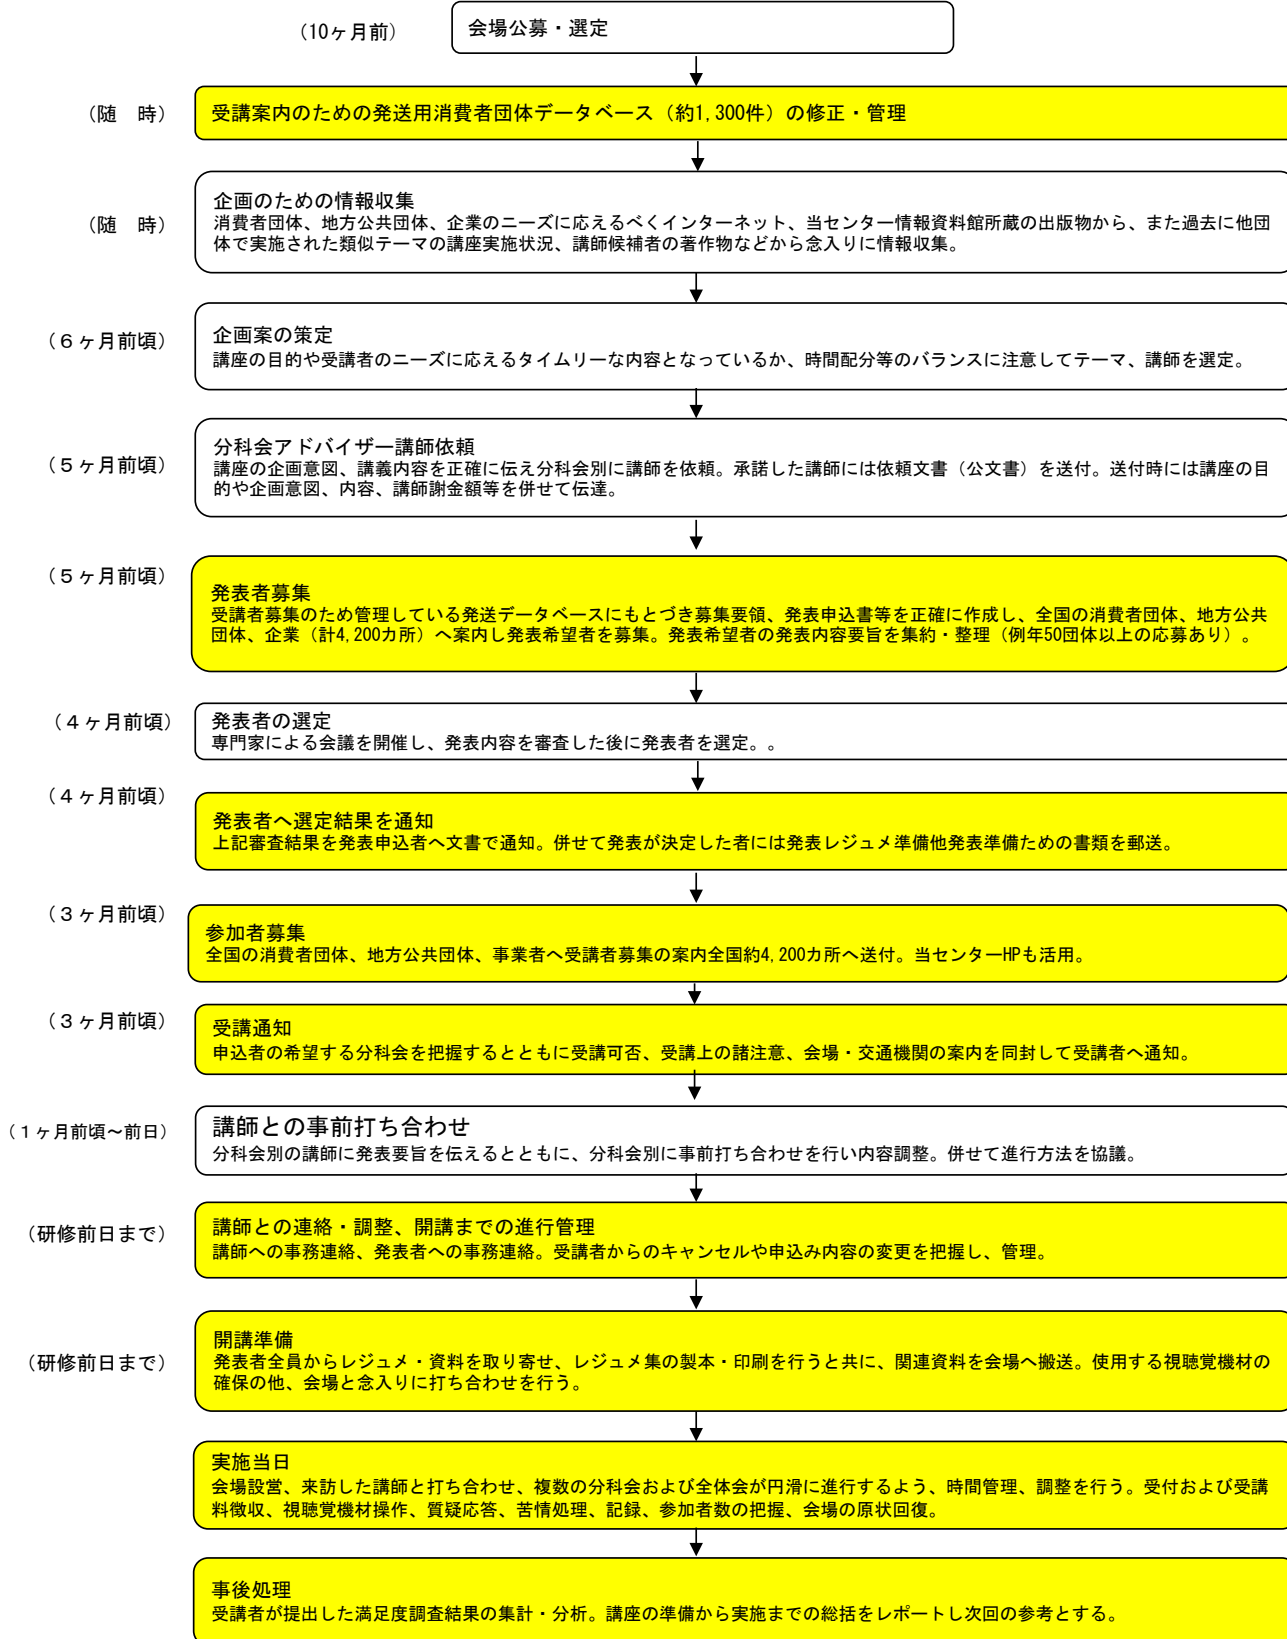 （10ヶ月前）
会場公募・選定
（随　時）
受講案内のための発送用消費者団体データベース（約1,300件）の修正・管理
（随　時）
企画のための情報収集
消費者団体、地方公共団体、企業のニーズに応えるべくインターネット、当センター情報資料館所蔵の出版物から、また過去に他団
体で実施された類似テーマの講座実施状況、講師候補者の著作物などから念入りに情報収集。
（６ヶ月前頃）
企画案の策定
講座の目的や受講者のニーズに応えるタイムリーな内容となっているか、時間配分等のバランスに注意してテーマ、講師を選定。
（５ヶ月前頃）
分科会アドバイザー講師依頼
講座の企画意図、講義内容を正確に伝え分科会別に講師を依頼。承諾した講師には依頼文書（公文書）を送付。送付時には講座の目
的や企画意図、内容、講師謝金額等を併せて伝達。
（５ヶ月前頃）
発表者募集
受講者募集のため管理している発送データベースにもとづき募集要領、発表申込書等を正確に作成し、全国の消費者団体、地方公共
団体、企業（計4,200カ所）へ案内し発表希望者を募集。発表希望者の発表内容要旨を集約・整理（例年50団体以上の応募あり）。
（４ヶ月前頃）
発表者の選定
専門家による会議を開催し、発表内容を審査した後に発表者を選定。。
（４ヶ月前頃）
発表者へ選定結果を通知
上記審査結果を発表申込者へ文書で通知。併せて発表が決定した者には発表レジュメ準備他発表準備ための書類を郵送。
（３ヶ月前頃）
参加者募集
全国の消費者団体、地方公共団体、事業者へ受講者募集の案内全国約4,200カ所へ送付。当センターHPも活用。
（３ヶ月前頃）
受講通知
申込者の希望する分科会を把握するとともに受講可否、受講上の諸注意、会場・交通機関の案内を同封して受講者へ通知。
（１ヶ月前頃～前日）
講師との事前打ち合わせ
分科会別の講師に発表要旨を伝えるとともに、分科会別に事前打ち合わせを行い内容調整。併せて進行方法を協議。
（研修前日まで）
講師との連絡・調整、開講までの進行管理
講師への事務連絡、発表者への事務連絡。受講者からのキャンセルや申込み内容の変更を把握し、管理。
（研修前日まで）
開講準備
発表者全員からレジュメ・資料を取り寄せ、レジュメ集の製本・印刷を行うと共に、関連資料を会場へ搬送。使用する視聴覚機材の
確保の他、会場と念入りに打ち合わせを行う。
実施当日
会場設営、来訪した講師と打ち合わせ、複数の分科会および全体会が円滑に進行するよう、時間管理、調整を行う。受付および受講
料徴収、視聴覚機材操作、質疑応答、苦情処理、記録、参加者数の把握、会場の原状回復。
事後処理
受講者が提出した満足度調査結果の集計・分析。講座の準備から実施までの総括をレポートし次回の参考とする。